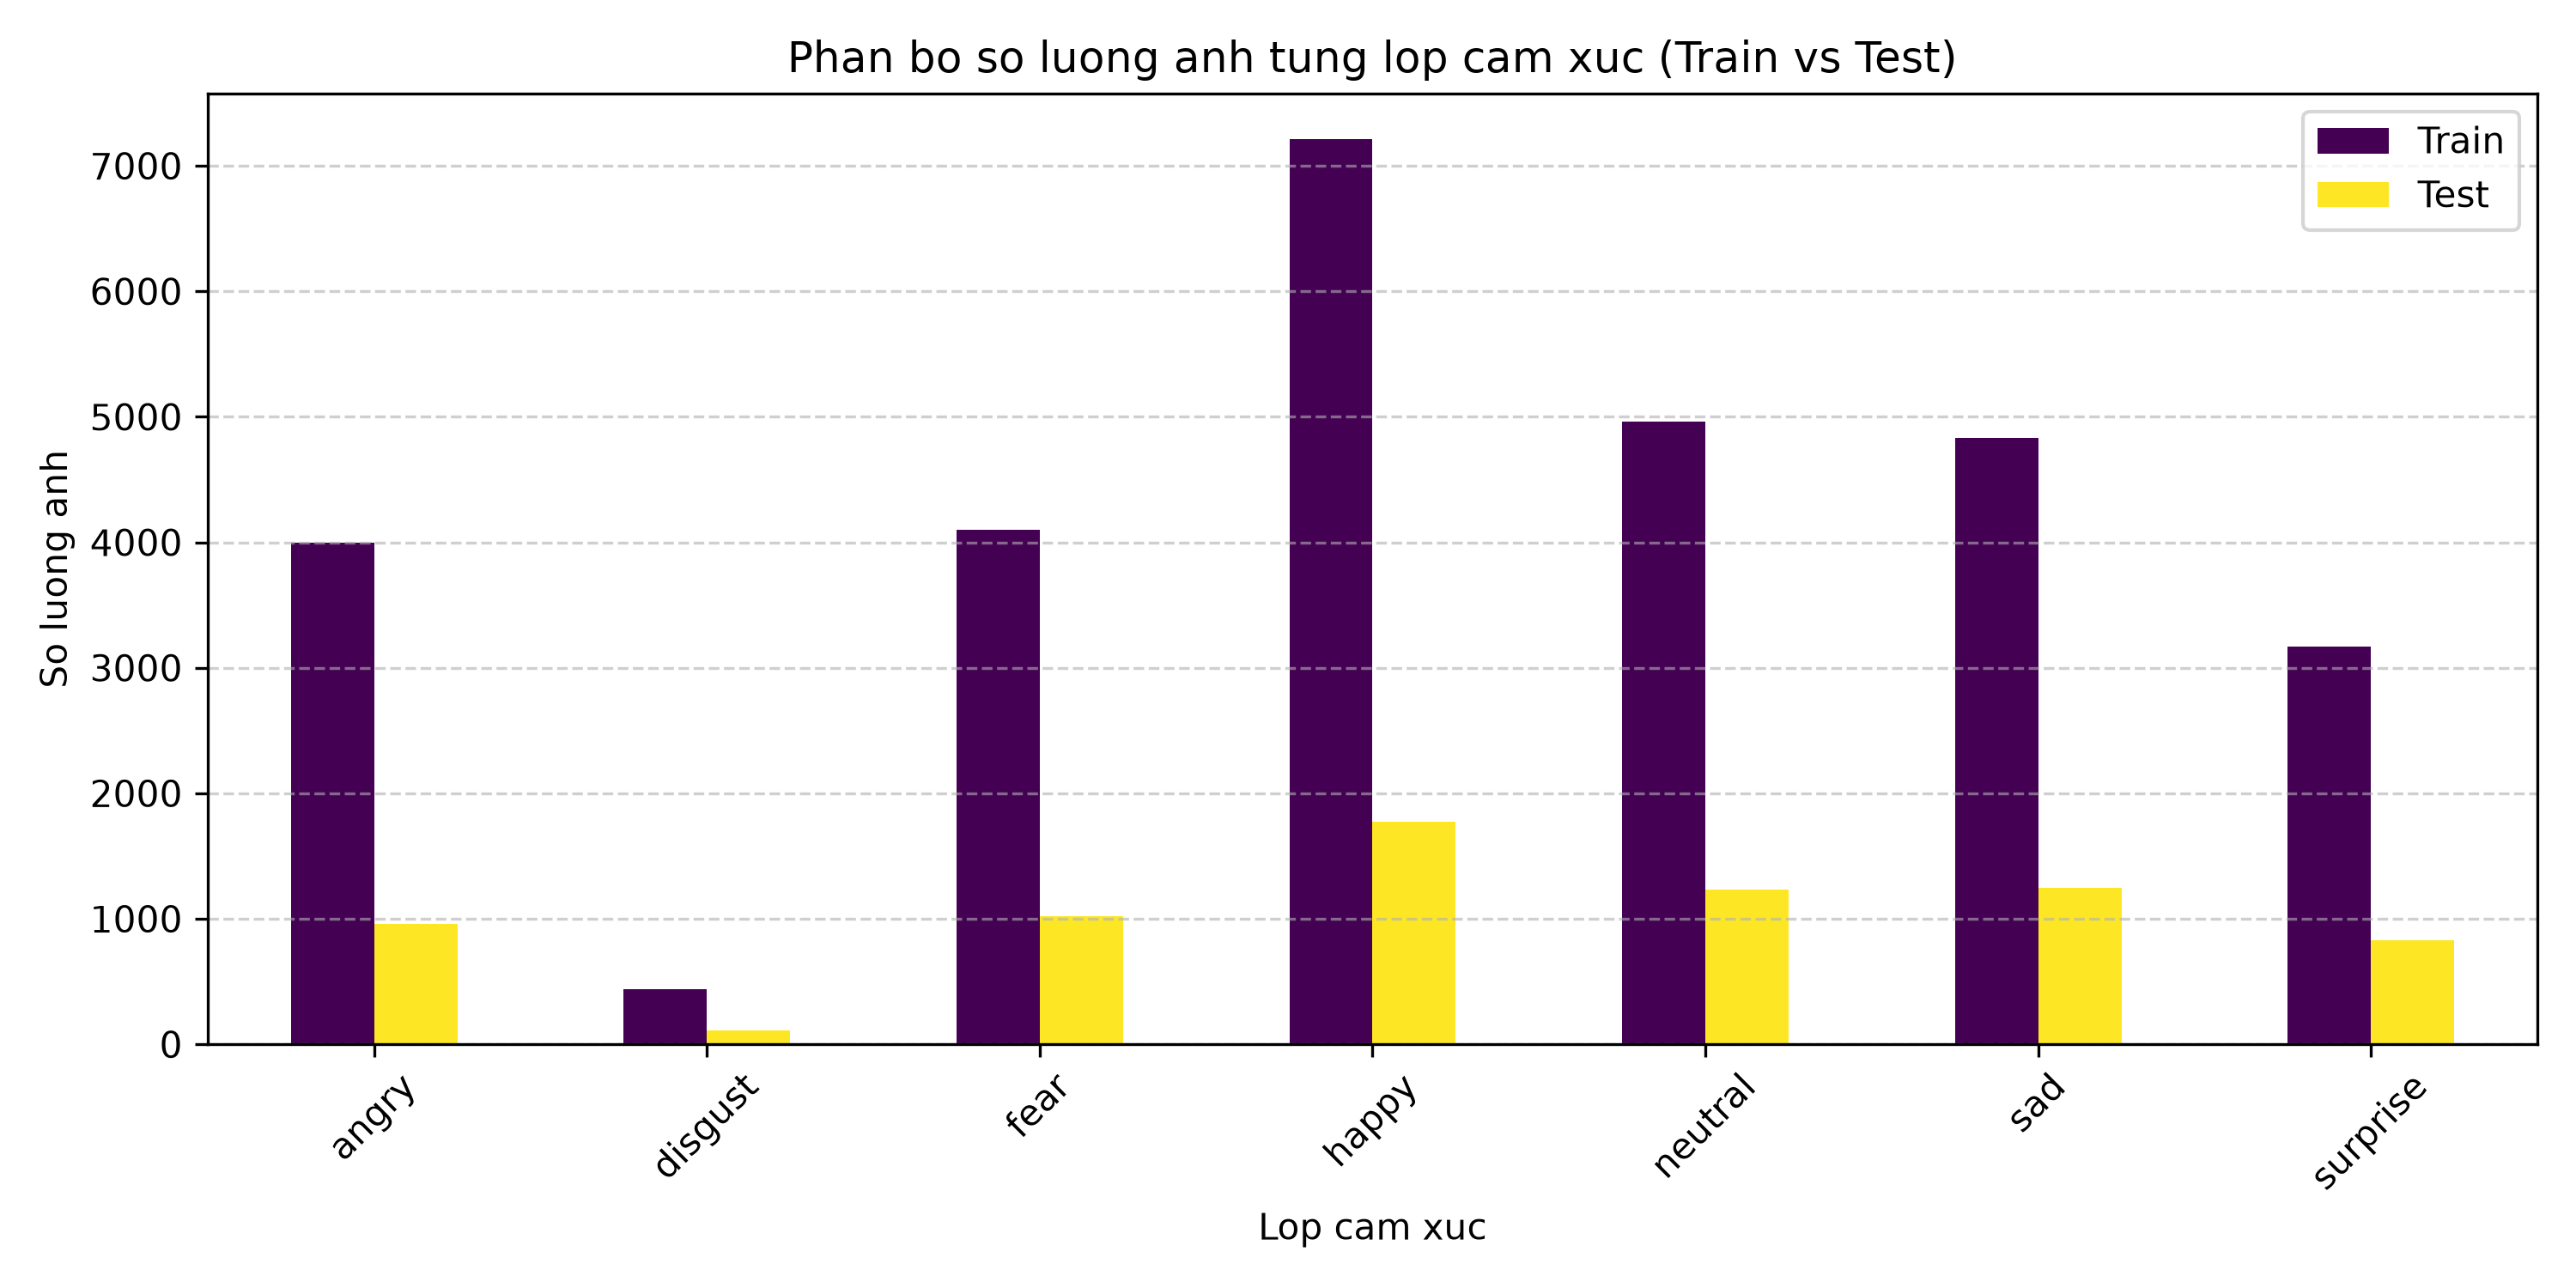 Phan bo so luong anh tung lop cam xuc (Train vs Test)
Train
Test
So luong anh
7000
6000
5000
4000
3000
2000
1000
0
angry
disgust
fear
happy
neutral
sad
surprise
Lop cam xuc